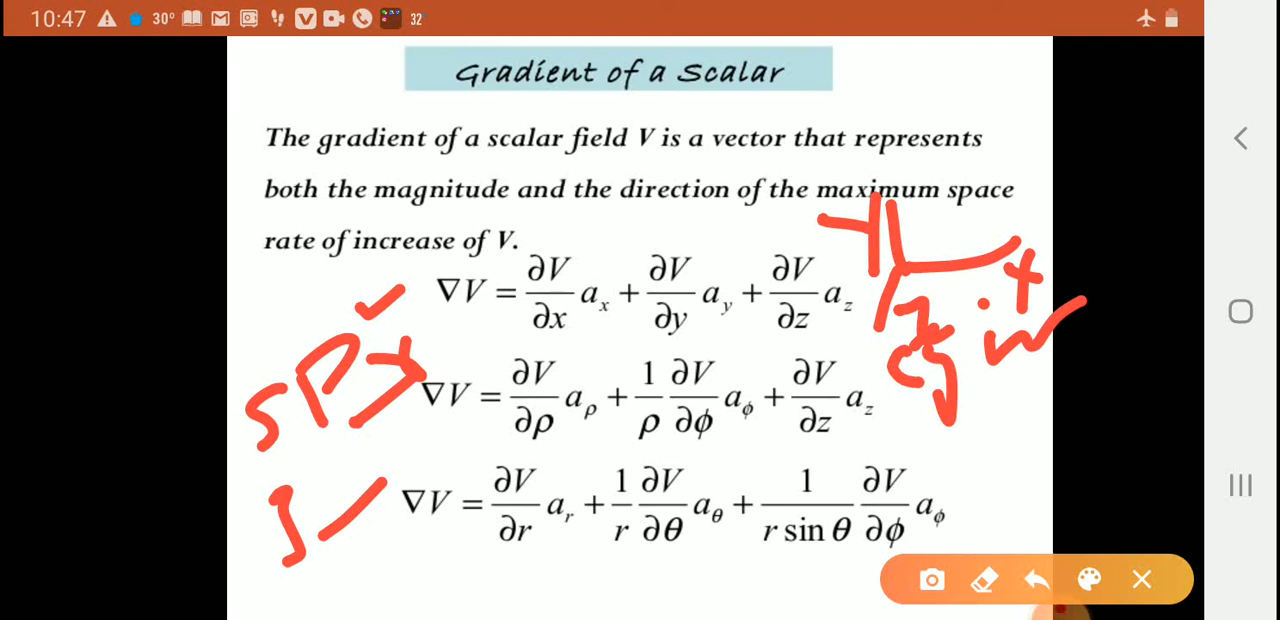 10:47 30° 32°
Gradient of a Scalar
The gradient of a scalar field V is a vector that represents
both the magnitude and the direction of the maximum space
rate of increase of V.
∇V = ∂V/∂x a_x + ∂V/∂y a_y + ∂V/∂z a_z
∇V = ∂V/∂ρ a_ρ + 1/ρ ∂V/∂ϕ a_ϕ + ∂V/∂z a_z
∇V = ∂V/∂r a_r + 1/r ∂V/∂θ a_θ + 1/(r sin θ) ∂V/∂ϕ a_ϕ